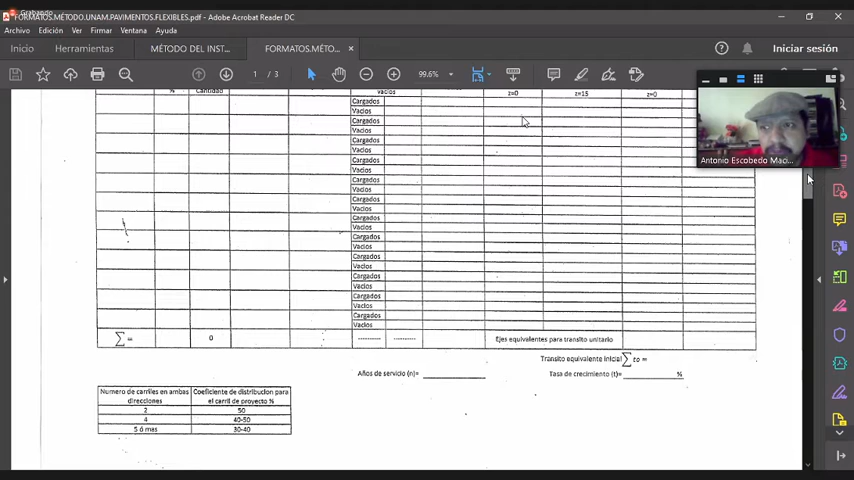 Grabando
FORMATOS.MÉTODO.UNAM.PAVIMENTOS.FLEXIBLES.pdf - Adobe Acrobat Reader DC
Archivo Edición Ver Firmar Ventana Ayuda
Inicio Herramientas MÉTODO DEL INST... FORMATOS.MÉTO... × Iniciar sesión
1 / 3 99.6%
% Cantidad Vacíos z=0 z=15 z=0
Cargados
Vacíos
Cargados
Vacíos
Cargados
Vacíos
Cargados
Vacíos
Cargados
Vacíos
Cargados
Vacíos
Cargados
Vacíos
Cargados
Vacíos
Cargados
Vacíos
Cargados
Vacíos
Cargados
Vacíos
Cargados
Vacíos
∑ = 0 ---------- ---------- Ejes equivalentes para transito unitario
Transito equivalente inicial ∑ to =
Años de servicio (n)= Tasa de crecimiento (t)= %
Numero de carriles en ambas direcciones Coeficiente de distribucion para el carril de proyecto %
2 50
4 40-50
5 ó mas 30-40
Antonio Escobedo Mac...